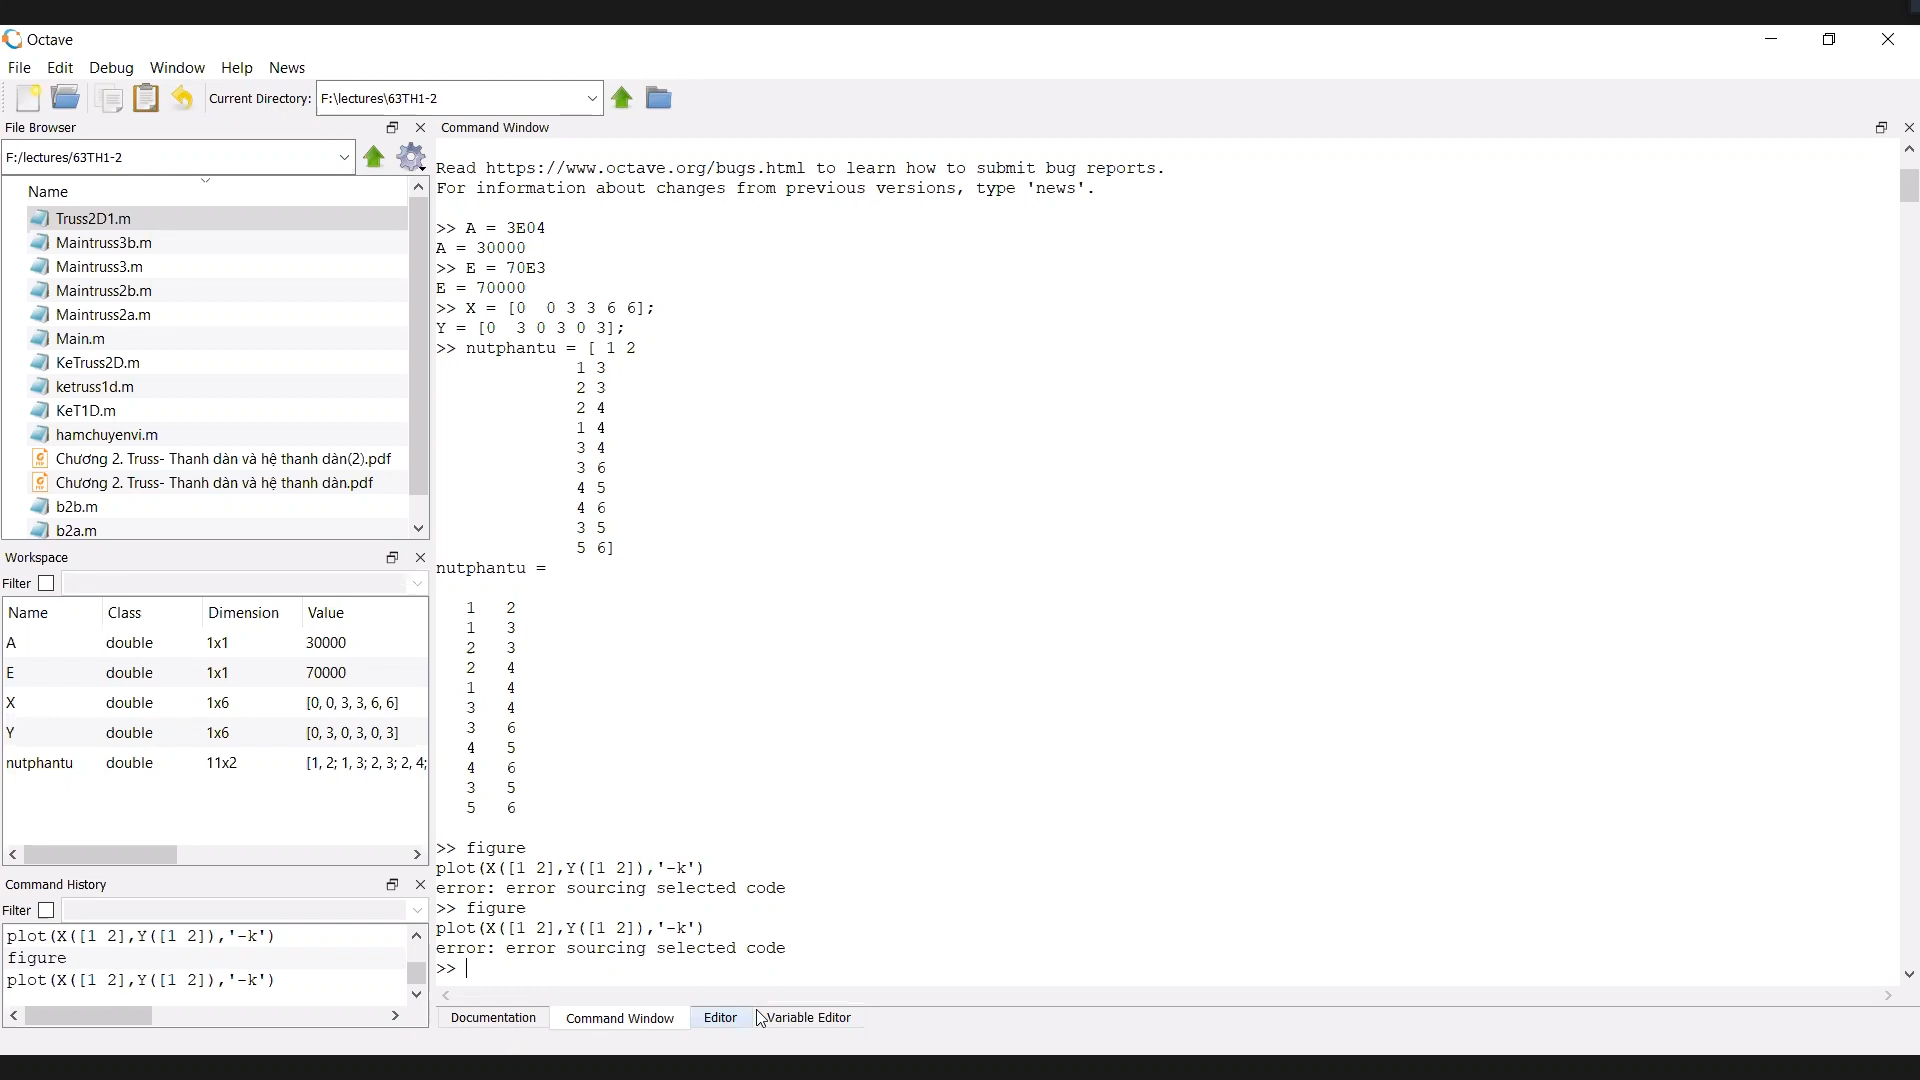 Octave
File Edit Debug Window Help News
Current Directory: F:\lectures\63TH1-2
File Browser
F:/lectures/63TH1-2
Name
Truss2D1.m
Maintruss3b.m
Maintruss3.m
Maintruss2b.m
Maintruss2a.m
Main.m
KeTruss2D.m
ketruss1d.m
KeT1D.m
hamchuyenvi.m
Chương 2. Truss- Thanh dàn và hệ thanh dàn(2).pdf
Chương 2. Truss- Thanh dàn và hệ thanh dàn.pdf
b2b.m
b2a.m
Workspace
Filter
Name Class Dimension Value
A double 1x1 30000
E double 1x1 70000
X double 1x6 [0, 0, 3, 3, 6, 6]
Y double 1x6 [0, 3, 0, 3, 0, 3]
nutphantu double 11x2 [1, 2; 1, 3; 2, 3; 2, 4;
Command History
Filter
plot(X([1 2],Y([1 2]),'-k')
figure
plot(X([1 2],Y([1 2]),'-k')
Command Window
Read https://www.octave.org/bugs.html to learn how to submit bug reports.
For information about changes from previous versions, type 'news'.
>> A = 3E04
A = 30000
>> E = 70E3
E = 70000
>> X = [0  0 3 3 6 6];
Y = [0  3 0 3 0 3];
>> nutphantu = [ 1 2
1 3
2 3
2 4
1 4
3 4
3 6
4 5
4 6
3 5
5 6]
nutphantu =
1 2
1 3
2 3
2 4
1 4
3 4
3 6
4 5
4 6
3 5
5 6
>> figure
plot(X([1 2],Y([1 2]),'-k')
error: error sourcing selected code
>> figure
plot(X([1 2],Y([1 2]),'-k')
error: error sourcing selected code
>>
Documentation Command Window Editor Variable Editor